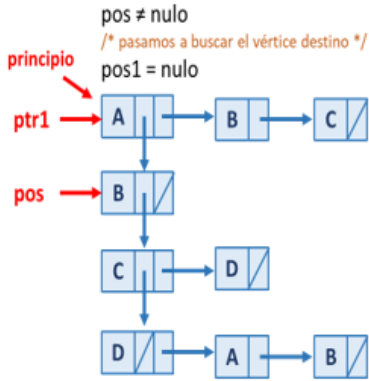 pos ≠ nulo
/* pasamos a buscar el vértice destino */
principio
pos1 = nulo
ptr1
A B C
pos
B
C D
D A B